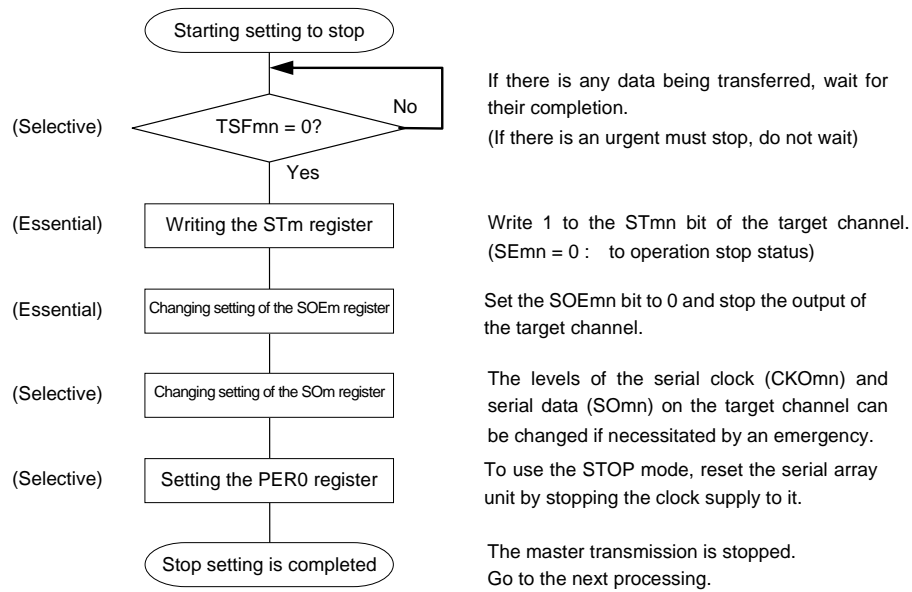 Starting setting to stop
No
If there is any data being transferred, wait for
their completion.
(Selective)
TSFmn = 0?
(If there is an urgent must stop, do not wait)
Yes
(Essential)
Writing the STm register
Write 1 to the STmn bit of the target channel.
(SEmn = 0 : to operation stop status)
(Essential)
Changing setting of the SOEm register
Set the SOEmn bit to 0 and stop the output of
the target channel.
(Selective)
Changing setting of the SOm register
The levels of the serial clock (CKOmn) and
serial data (SOmn) on the target channel can
be changed if necessitated by an emergency.
(Selective)
Setting the PER0 register
To use the STOP mode, reset the serial array
unit by stopping the clock supply to it.
Stop setting is completed
The master transmission is stopped.
Go to the next processing.